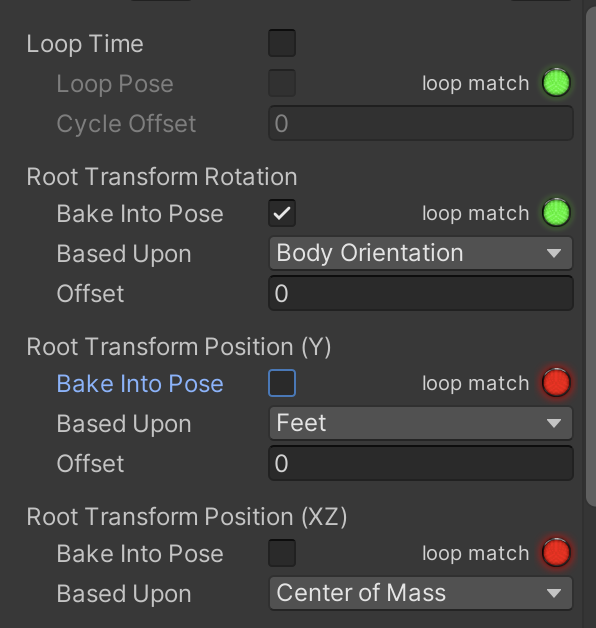 Loop Time
Loop Pose loop match
Cycle Offset 0
Root Transform Rotation
Bake Into Pose loop match
Based Upon Body Orientation
Offset 0
Root Transform Position (Y)
Bake Into Pose loop match
Based Upon Feet
Offset 0
Root Transform Position (XZ)
Bake Into Pose loop match
Based Upon Center of Mass